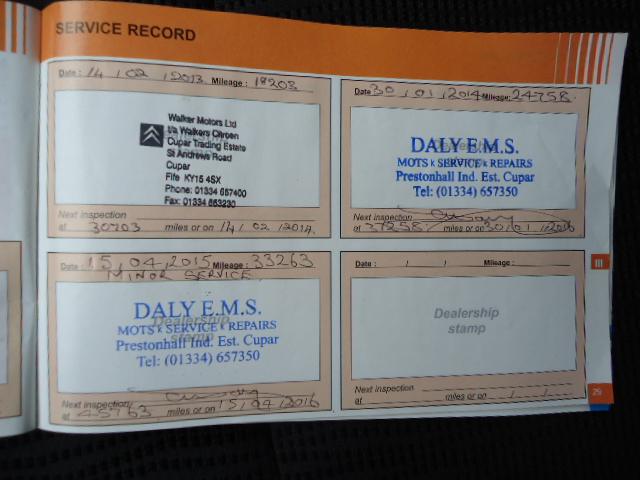 SERVICE RECORD
Date : 14 , 02 , 2013 Mileage : 18203
Walker Motors Ltd
t/a Walkers Citroen
Cupar Trading Estate
St Andrews Road
Cupar
Fife KY15 4SX
Phone: 01334 657400
Fax: 01334 653230
Next inspection
at 30203 miles or on 14 , 02 , 2014
Date 30 , 01 , 2014 Mileage: 24758
DALY E.M.S.
MOTS k SERVICE k REPAIRS
Prestonhall Ind. Est. Cupar
Tel: (01334) 657350
Next inspection
at miles or on 30 , 01 ,
Date : 15 , 04 , 2015 Mileage : 33263
MINOR SERVICE
DALY E.M.S.
MOTS k SERVICE k REPAIRS
Prestonhall Ind. Est. Cupar
Tel: (01334) 657350
Next inspection
at 45763 miles or on 15 , 04 , 2016
Date : / / Mileage :
Dealership
stamp
Next inspection
at miles or on / /
III
29